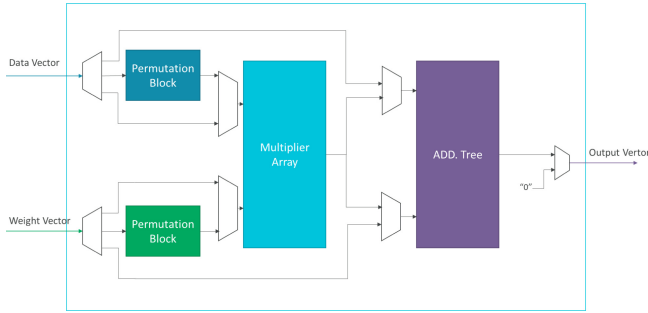 Data Vector
Permutation
Block
Multiplier
Array
ADD. Tree
Output Vertor
"0"
Weight Vector
Permutation
Block